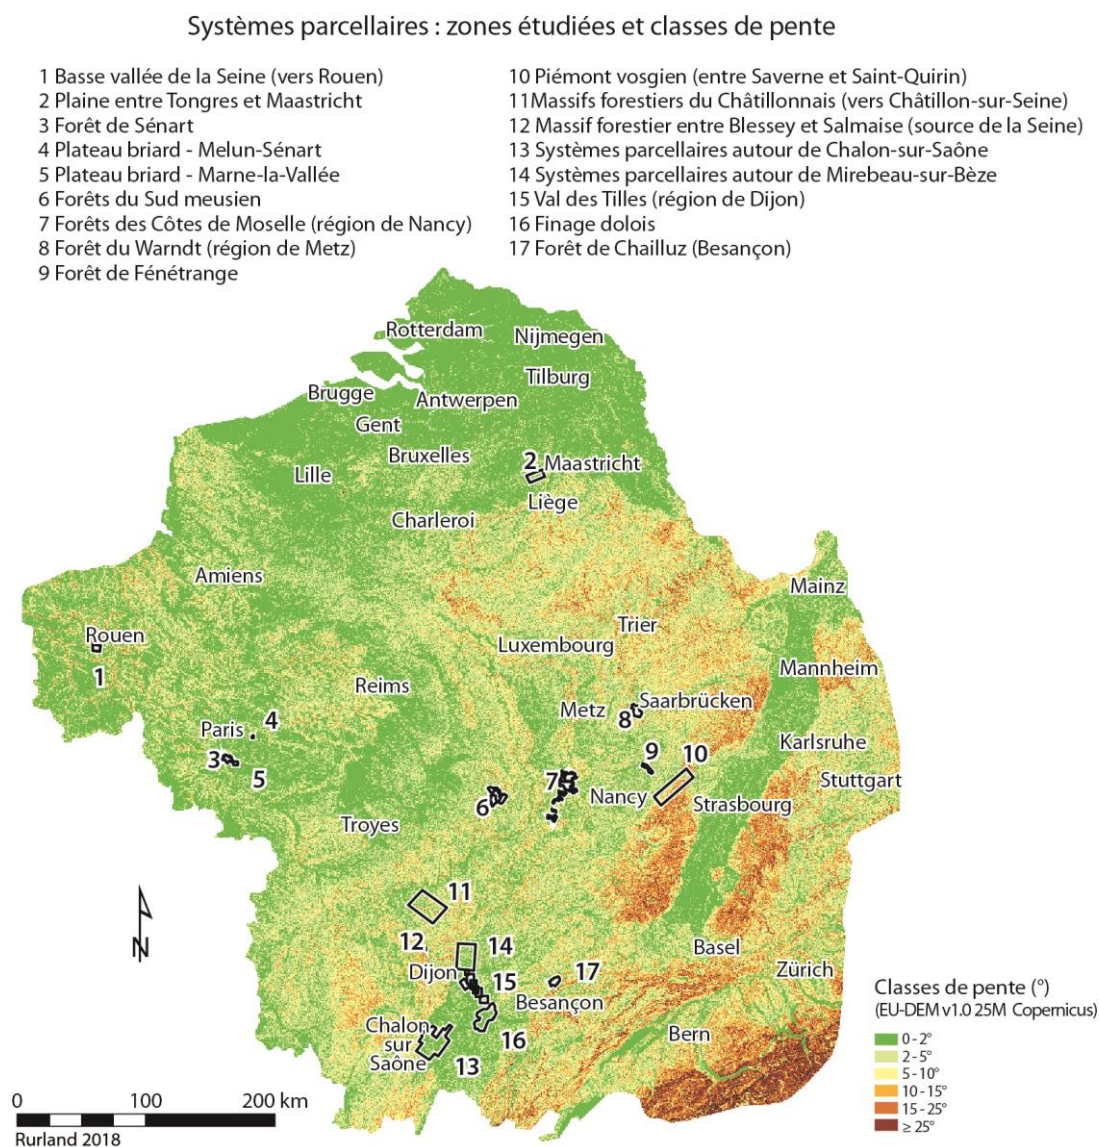 Systèmes parcellaires : zones étudiées et classes de pente
1 Basse vallée de la Seine (vers Rouen)
2 Plaine entre Tongres et Maastricht
3 Forêt de Sénart
4 Plateau briard - Melun-Sénart
5 Plateau briard - Marne-la-Vallée
6 Forêts du Sud meusien
7 Forêts des Côtes de Moselle (région de Nancy)
8 Forêt du Warndt (région de Metz)
9 Forêt de Fénétrange
10 Piémont vosgien (entre Saverne et Saint-Quirin)
11Massifs forestiers du Châtillonnais (vers Châtillon-sur-Seine)
12 Massif forestier entre Blessey et Salmaise (source de la Seine)
13 Systèmes parcellaires autour de Chalon-sur-Saône
14 Systèmes parcellaires autour de Mirebeau-sur-Bèze
15 Val des Tilles (région de Dijon)
16 Finage dolois
17 Forêt de Chailluz (Besançon)
Rotterdam
Nijmegen
Tilburg
Brugge
Antwerpen
Gent
Bruxelles
2
Maastricht
Lille
Liège
Charleroi
Amiens
Mainz
Rouen
Trier
Luxembourg
1
Mannheim
Reims
Saarbrücken
Metz
8
4
Paris
Karlsruhe
3
5
9
10
7
Stuttgart
6
Nancy
Strasbourg
Troyes
11
12
14
Basel
Dijon
17
Zürich
15
Besançon
Chalon
sur
Saône
16
Bern
13
N
Classes de pente (°)
(EU-DEM v1.0 25M Copernicus)
0 - 2°
2 - 5°
5 - 10°
10 - 15°
15 - 25°
≥ 25°
0 100 200 km
Rurland 2018